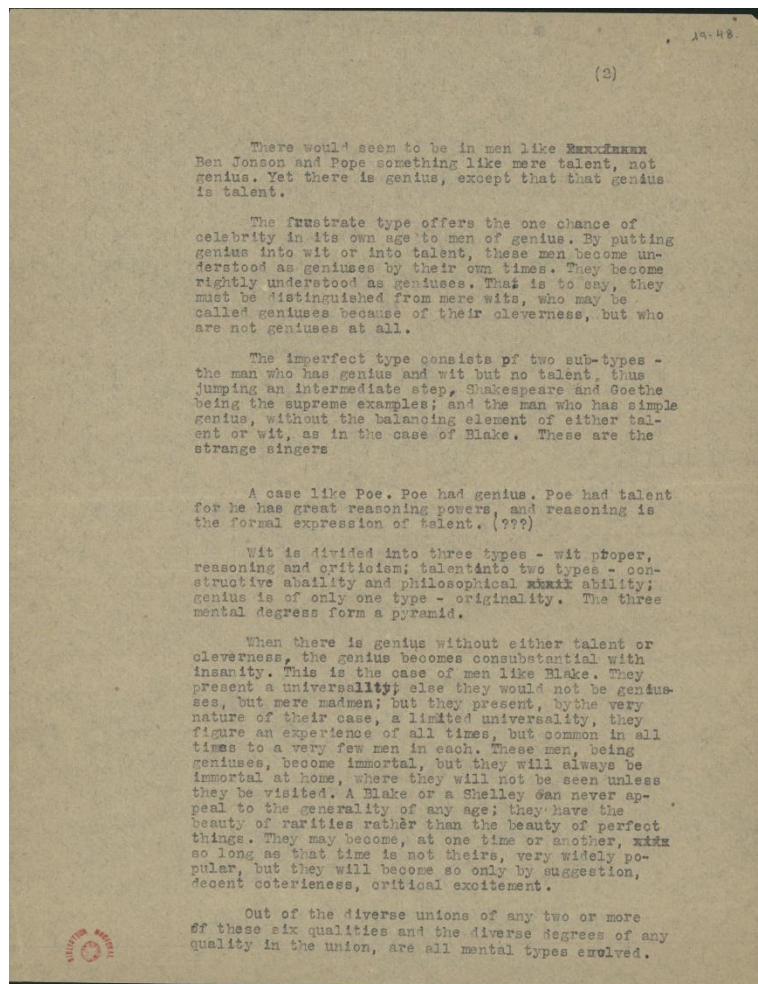 19-48.
(2)
There would seem to be in men like
Ben Jonson and Pope something like mere talent, not
genius. Yet there is genius, except that that genius
is talent.
The frustrate type offers the one chance of
celebrity in its own age to men of genius. By putting
genius into wit or into talent, these men become un-
derstood as geniuses by their own times. They become
rightly understood as geniuses. That is to say, they
must be distinguished from mere wits, who may be
called geniuses because of their cleverness, but who
are not geniuses at all.
The imperfect type consists of two sub-types -
the man who has genius and wit but no talent, thus
jumping an intermediate step, Shakespeare and Goethe
being the supreme examples; and the man who has simple
genius, without the balancing element of either tal-
ent or wit, as in the case of Blake. These are the
strange singers
A case like Poe. Poe had genius. Poe had talent
for he has great reasoning powers, and reasoning is
the formal expression of talent. (???)
Wit is divided into three types - wit proper,
reasoning and criticism; talent into two types - con-
structive abaility and philosophical ability;
genius is of only one type - originality. The three
mental degress form a pyramid.
When there is genius without either talent or
cleverness, the genius becomes consubstantial with
insanity. This is the case of men like Blake. They
present a universality; else they would not be genius-
ses, but mere madmen; but they present, bythe very
nature of their case, a limited universality, they
figure an experience of all times, but common in all
times to a very few men in each. These men, being
geniuses, become immortal, but they will always be
immortal at home, where they will not be seen unless
they be visited. A Blake or a Shelley can never ap-
peal to the generality of any age; they have the
beauty of rarities rather than the beauty of perfect
things. They may become, at one time or another,
so long as that time is not theirs, very widely po-
pular, but they will become so only by suggestion,
decent coterieness, critical excitement.
Out of the diverse unions of any two or more
of these six qualities and the diverse degrees of any
quality in the union, are all mental types evolved.